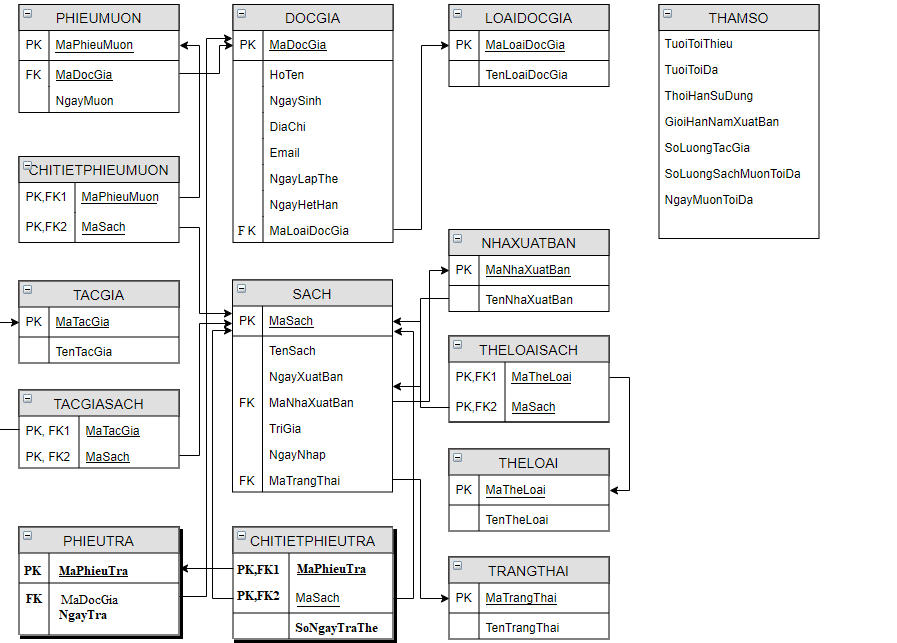 PHIEUMUON
PK MaPhieuMuon
FK MaDocGia
NgayMuon
DOCGIA
PK MaDocGia
HoTen
NgaySinh
DiaChi
Email
NgayLapThe
NgayHetHan
FK MaLoaiDocGia
LOAIDOCGIA
PK MaLoaiDocGia
TenLoaiDocGia
THAMSO
TuoiToiThieu
TuoiToiDa
ThoiHanSuDung
GioiHanNamXuatBan
SoLuongTacGia
SoLuongSachMuonToiDa
NgayMuonToiDa
CHITIETPHIEUMUON
PK,FK1 MaPhieuMuon
PK,FK2 MaSach
NHAXUATBAN
PK MaNhaXuatBan
TenNhaXuatBan
TACGIA
PK MaTacGia
TenTacGia
SACH
PK MaSach
TenSach
NgayXuatBan
FK MaNhaXuatBan
TriGia
NgayNhap
FK MaTrangThai
THELOAISACH
PK,FK1 MaTheLoai
PK,FK2 MaSach
TACGIASACH
PK, FK1 MaTacGia
PK, FK2 MaSach
THELOAI
PK MaTheLoai
TenTheLoai
PHIEUTRA
PK MaPhieuTra
FK MaDocGia
NgayTra
CHITIETPHIEUTRA
PK,FK1 MaPhieuTra
PK,FK2 MaSach
SoNgayTraThe
TRANGTHAI
PK MaTrangThai
TenTrangThai